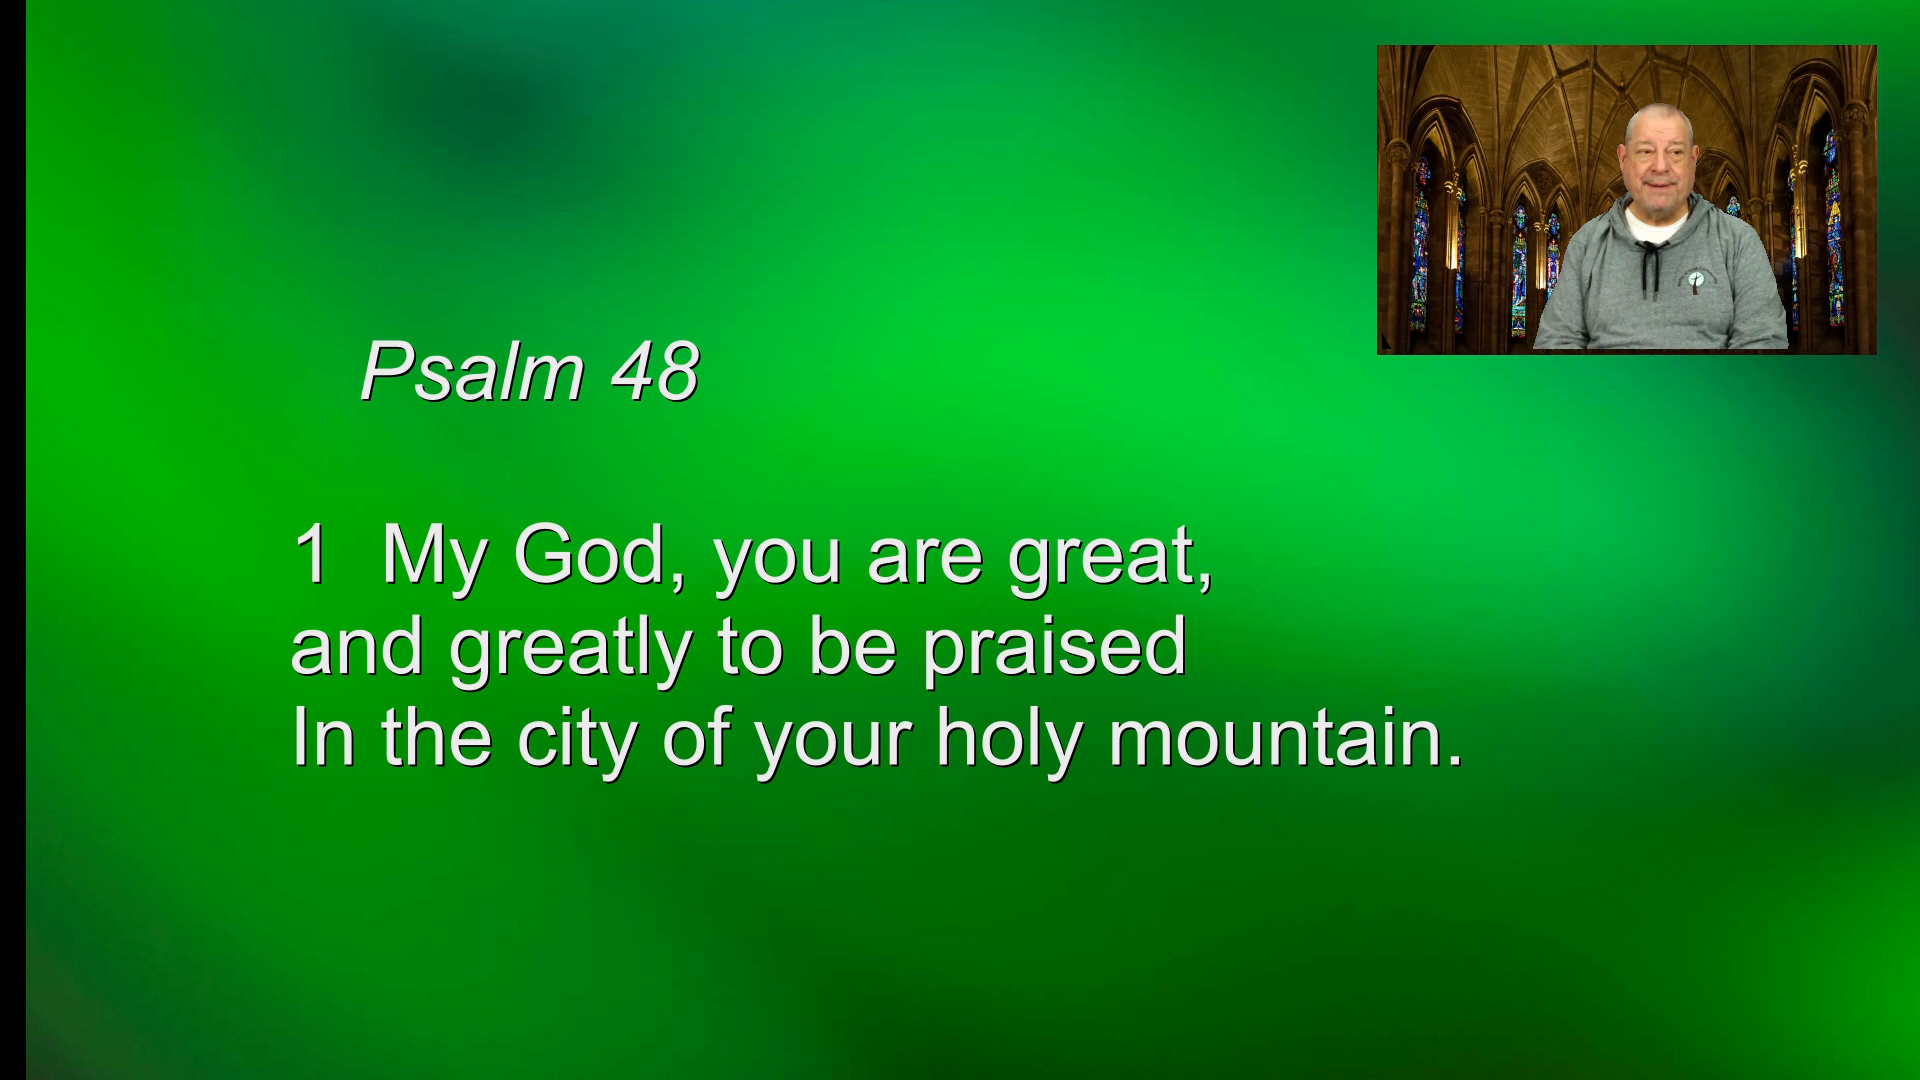 Psalm 48
1 My God, you are great,
and greatly to be praised
In the city of your holy mountain.